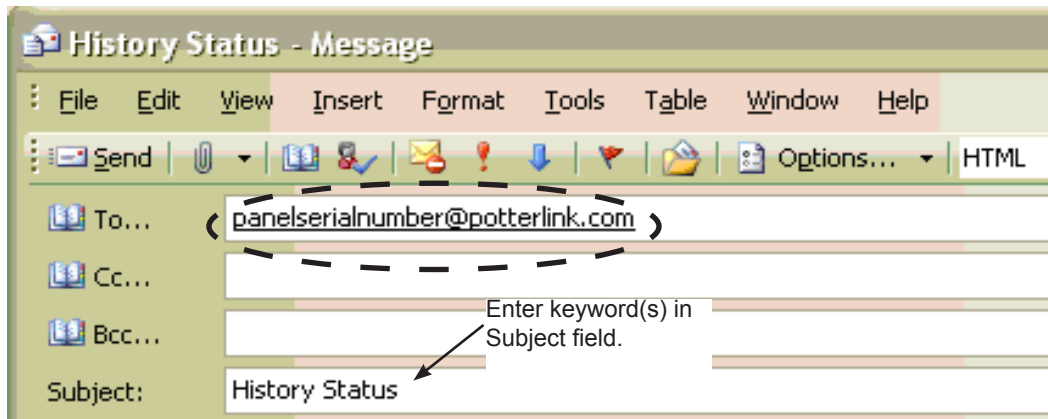 History Status - Message
File Edit View Insert Format Tools Table Window Help
Send Options... HTML
To... panelserialnumber@potterlink.com
Cc...
Bcc...
Enter keyword(s) in
Subject field.
Subject: History Status